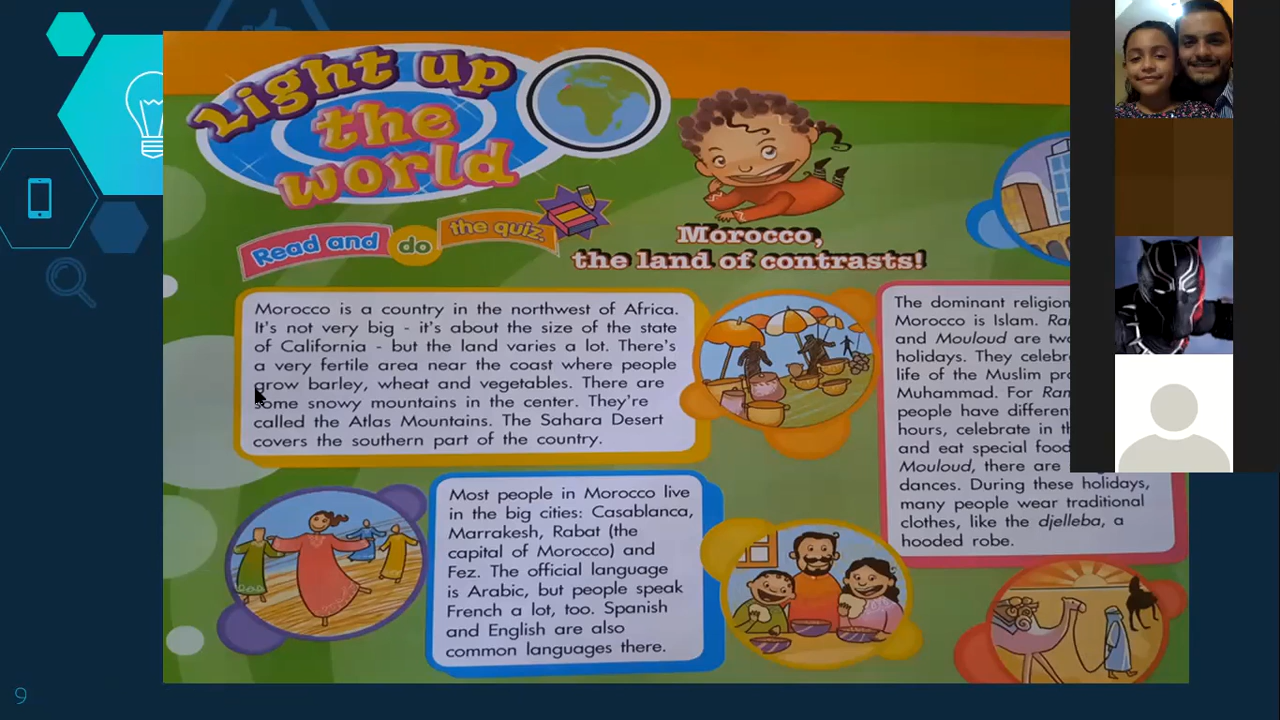 Light up
the
world
Read and do the quiz.
Morocco,
the land of contrasts!
Morocco is a country in the northwest of Africa.
It's not very big - it's about the size of the state
of California - but the land varies a lot. There's
a very fertile area near the coast where people
grow barley, wheat and vegetables. There are
some snowy mountains in the center. They're
called the Atlas Mountains. The Sahara Desert
covers the southern part of the country.
Most people in Morocco live
in the big cities: Casablanca,
Marrakesh, Rabat (the
capital of Morocco) and
Fez. The official language
is Arabic, but people speak
French a lot, too. Spanish
and English are also
common languages there.
The dominant religion
Morocco is Islam.
and Mouloud are
holidays. They
life of the Muslim
Muhammad. For
people have
hours, celebrate in
and eat special
Mouloud, there are
dances. During these holidays,
many people wear traditional
clothes, like the djelleba, a
hooded robe.
9